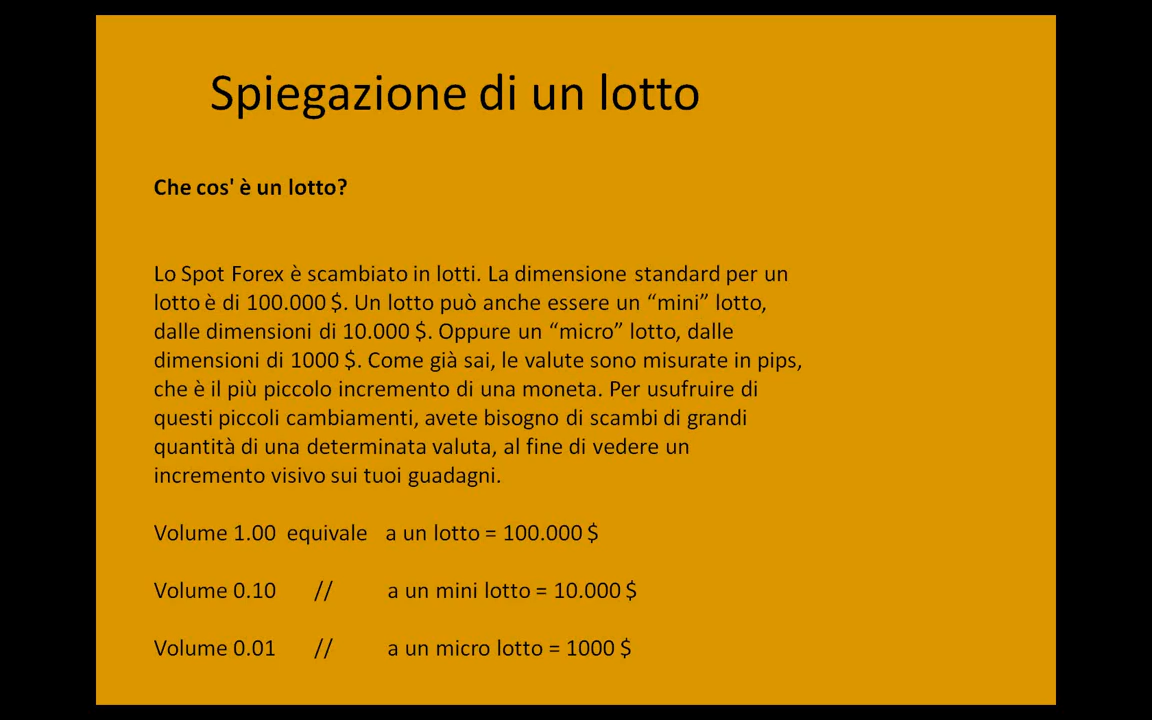 Spiegazione di un lotto
Che cos' è un lotto?
Lo Spot Forex è scambiato in lotti. La dimensione standard per un
lotto è di 100.000 $. Un lotto può anche essere un “mini” lotto,
dalle dimensioni di 10.000 $. Oppure un “micro” lotto, dalle
dimensioni di 1000 $. Come già sai, le valute sono misurate in pips,
che è il più piccolo incremento di una moneta. Per usufruire di
questi piccoli cambiamenti, avete bisogno di scambi di grandi
quantità di una determinata valuta, al fine di vedere un
incremento visivo sui tuoi guadagni.
Volume 1.00 equivale a un lotto = 100.000 $
Volume 0.10 // a un mini lotto = 10.000 $
Volume 0.01 // a un micro lotto = 1000 $